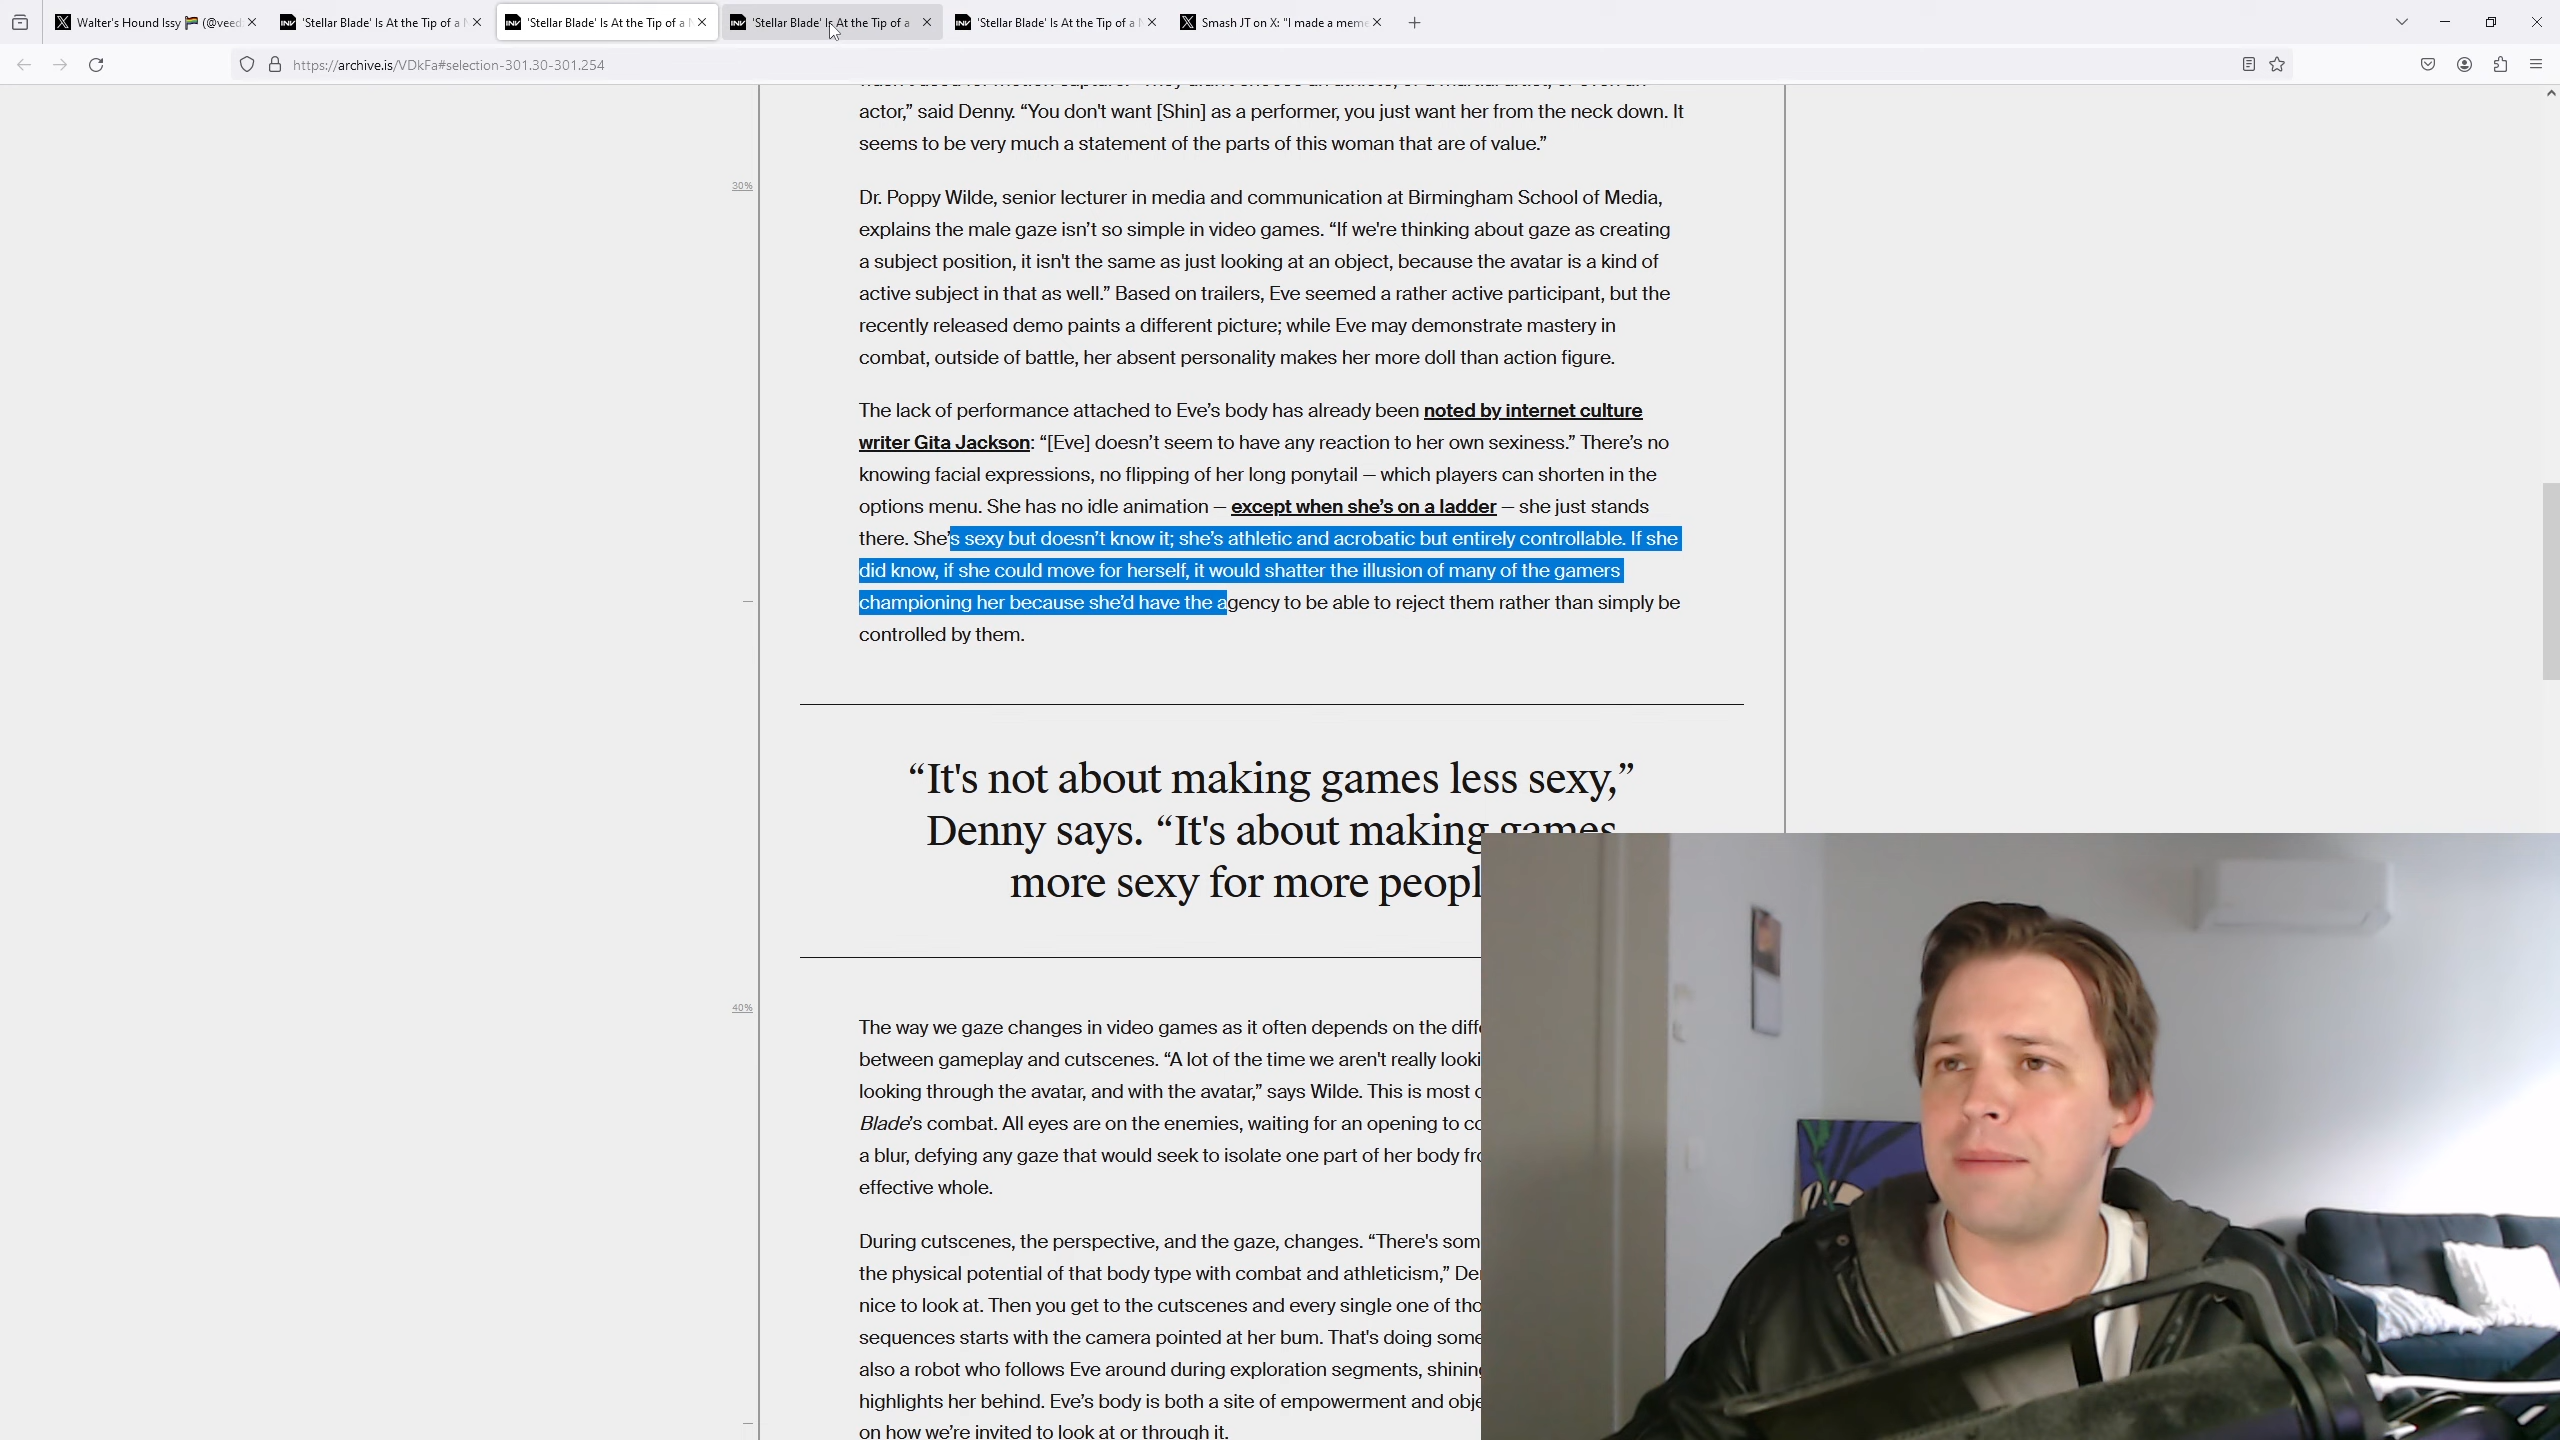 Walter's Hound Issy 🏴 (@veed
'Stellar Blade' Is At the Tip of a N
'Stellar Blade' Is At the Tip of a N
'Stellar Blade' Is At the Tip of a
'Stellar Blade' Is At the Tip of a N
Smash JT on X: "I made a meme
https://archive.is/VDkFa#selection-301.30-301.254
actor,” said Denny. “You don't want [Shin] as a performer, you just want her from the neck down. It
seems to be very much a statement of the parts of this woman that are of value.”
30%
Dr. Poppy Wilde, senior lecturer in media and communication at Birmingham School of Media,
explains the male gaze isn’t so simple in video games. “If we're thinking about gaze as creating
a subject position, it isn't the same as just looking at an object, because the avatar is a kind of
active subject in that as well.” Based on trailers, Eve seemed a rather active participant, but the
recently released demo paints a different picture; while Eve may demonstrate mastery in
combat, outside of battle, her absent personality makes her more doll than action figure.
The lack of performance attached to Eve’s body has already been noted by internet culture
writer Gita Jackson: “[Eve] doesn’t seem to have any reaction to her own sexiness.” There’s no
knowing facial expressions, no flipping of her long ponytail — which players can shorten in the
options menu. She has no idle animation — except when she’s on a ladder — she just stands
there. She’s sexy but doesn’t know it; she’s athletic and acrobatic but entirely controllable. If she
did know, if she could move for herself, it would shatter the illusion of many of the gamers
championing her because she’d have the agency to be able to reject them rather than simply be
controlled by them.
“It's not about making games less sexy,”
Denny says. “It's about making games
more sexy for more peopl
40%
The way we gaze changes in video games as it often depends on the diff
between gameplay and cutscenes. “A lot of the time we aren't really looki
looking through the avatar, and with the avatar,” says Wilde. This is most
Blade’s combat. All eyes are on the enemies, waiting for an opening to
a blur, defying any gaze that would seek to isolate one part of her body
effective whole.
During cutscenes, the perspective, and the gaze, changes. “There's som
the physical potential of that body type with combat and athleticism,” De
nice to look at. Then you get to the cutscenes and every single one of tho
sequences starts with the camera pointed at her bum. That's doing some
also a robot who follows Eve around during exploration segments, shining
highlights her behind. Eve’s body is both a site of empowerment and obje
on how we’re invited to look at or through it.